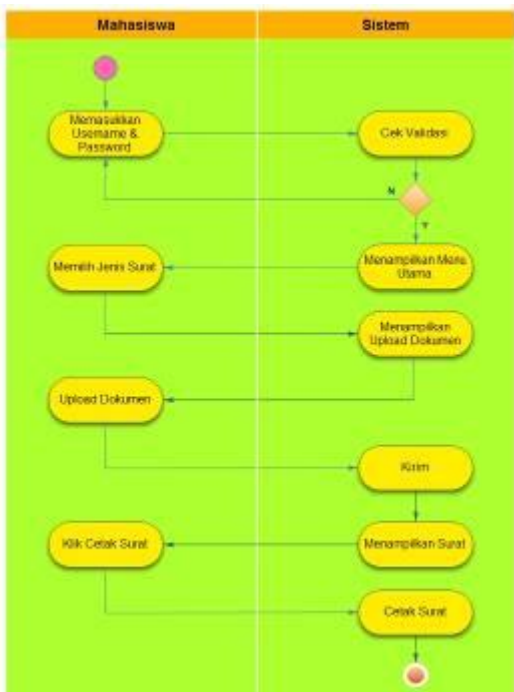 Mahasiswa
Sistem
Memasukkan
Username &
Password
Cek Validasi
N
Y
Menampilkan Menu
Utama
Memilih Jenis Surat
Menampilkan
Upload Dokumen
Upload Dokumen
Kirim
Menampilkan Surat
Klik Cetak Surat
Cetak Surat